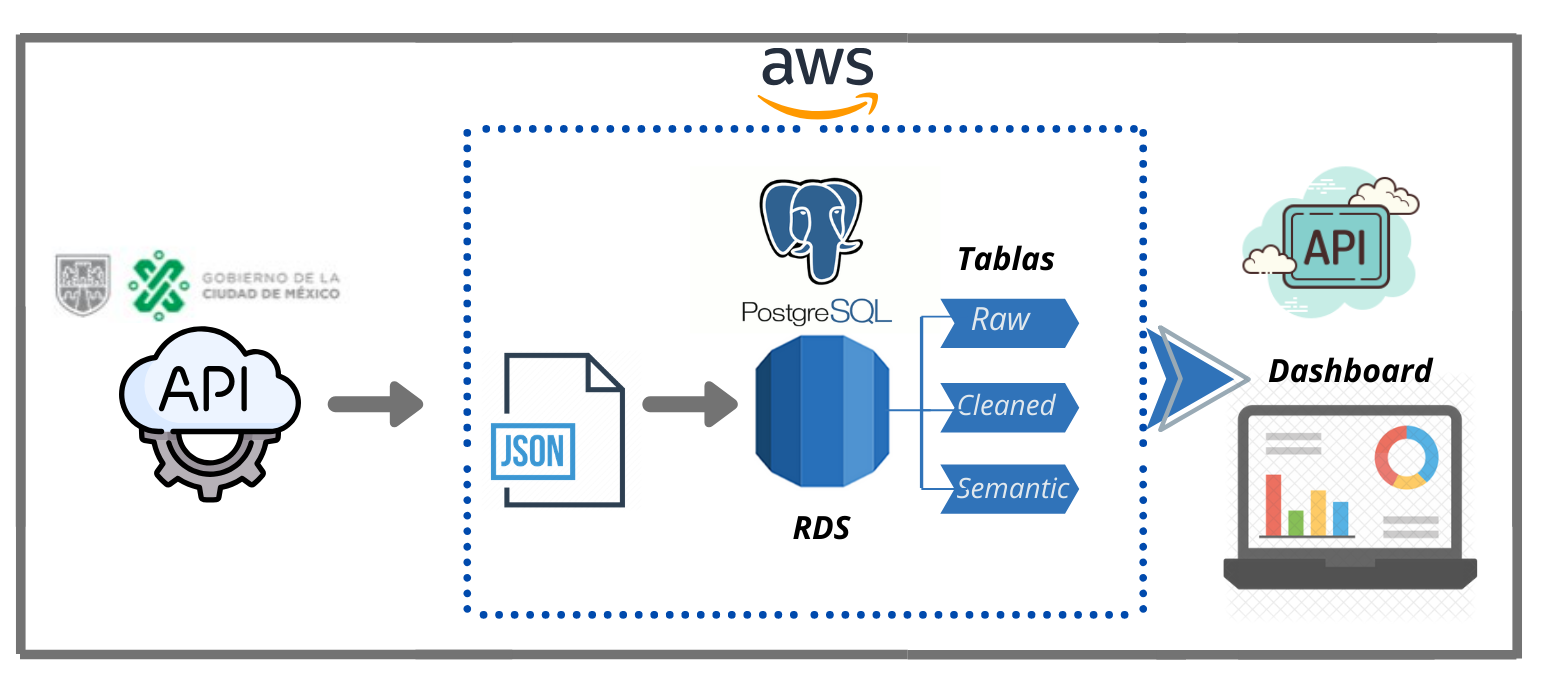 aws
GOBIERNO DE LA
CIUDAD DE MÉXICO
API
JSON
PostgreSQL
RDS
Tablas
Raw
Cleaned
Semantic
API
Dashboard